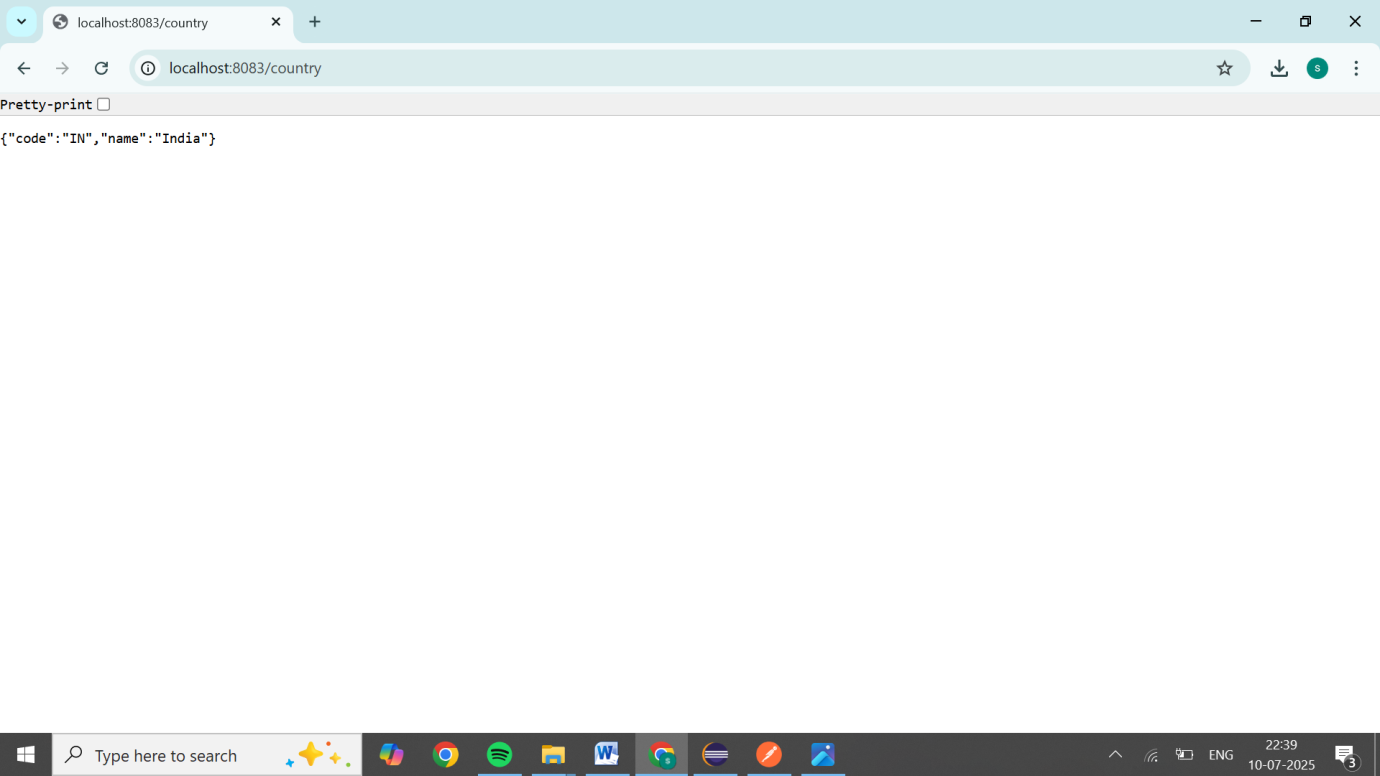 localhost:8083/country
localhost:8083/country
S
Pretty-print
{"code":"IN","name":"India"}
Type here to search
W
S
ENG
22:39
10-07-2025
3